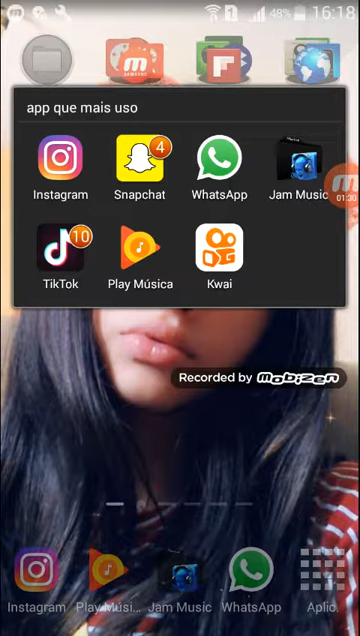 48% 16:18
app que mais uso
4
Instagram Snapchat WhatsApp Jam Music
01:30
10
TikTok Play Música Kwai
Recorded by mobizen
Instagram Play Músi... Jam Music WhatsApp Aplic.